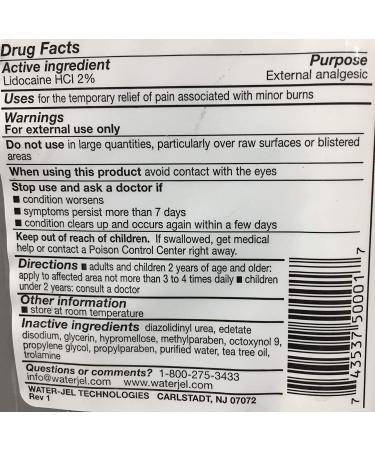 Drug Facts
Active ingredient Purpose
Lidocaine HCl 2% External analgesic
Uses for the temporary relief of pain associated with minor burns
Warnings
For external use only
Do not use in large quantities, particularly over raw surfaces or blistered
areas
When using this product avoid contact with the eyes
Stop use and ask a doctor if
■ condition worsens
■ symptoms persist more than 7 days
■ condition clears up and occurs again within a few days
Keep out of reach of children. If swallowed, get medical
help or contact a Poison Control Center right away.
Directions ■ adults and children 2 years of age and older:
apply to affected area not more than 3 to 4 times daily ■ children
under 2 years: consult a doctor
Other information
■ store at room temperature
Inactive ingredients diazolidinyl urea, edetate
disodium, glycerin, hypromellose, methylparaben, octoxynol 9,
propylene glycol, propylparaben, purified water, tea tree oil,
trolamine
Questions or comments? 1-800-275-3433
info@waterjel.com www.waterjel.com
WATER-JEL TECHNOLOGIES CARLSTADT, NJ 07072
Rev 1
7 43537 50001 7